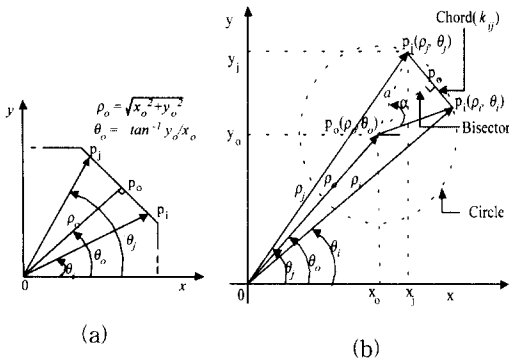 y
ρo = √xo²+yo²
θo = tan⁻¹ yo/xo
pj
po
pi
ρo
θj
θo
θi
0
x
(a)
y
Chord(kij)
pj(ρj, θj)
yj
po
a
α
pi(ρi, θi)
yo
po(ρo, θo)
Bisector
ρj
ρo
ρi
Circle
θj
θo
θi
0
xo
xj
x
(b)